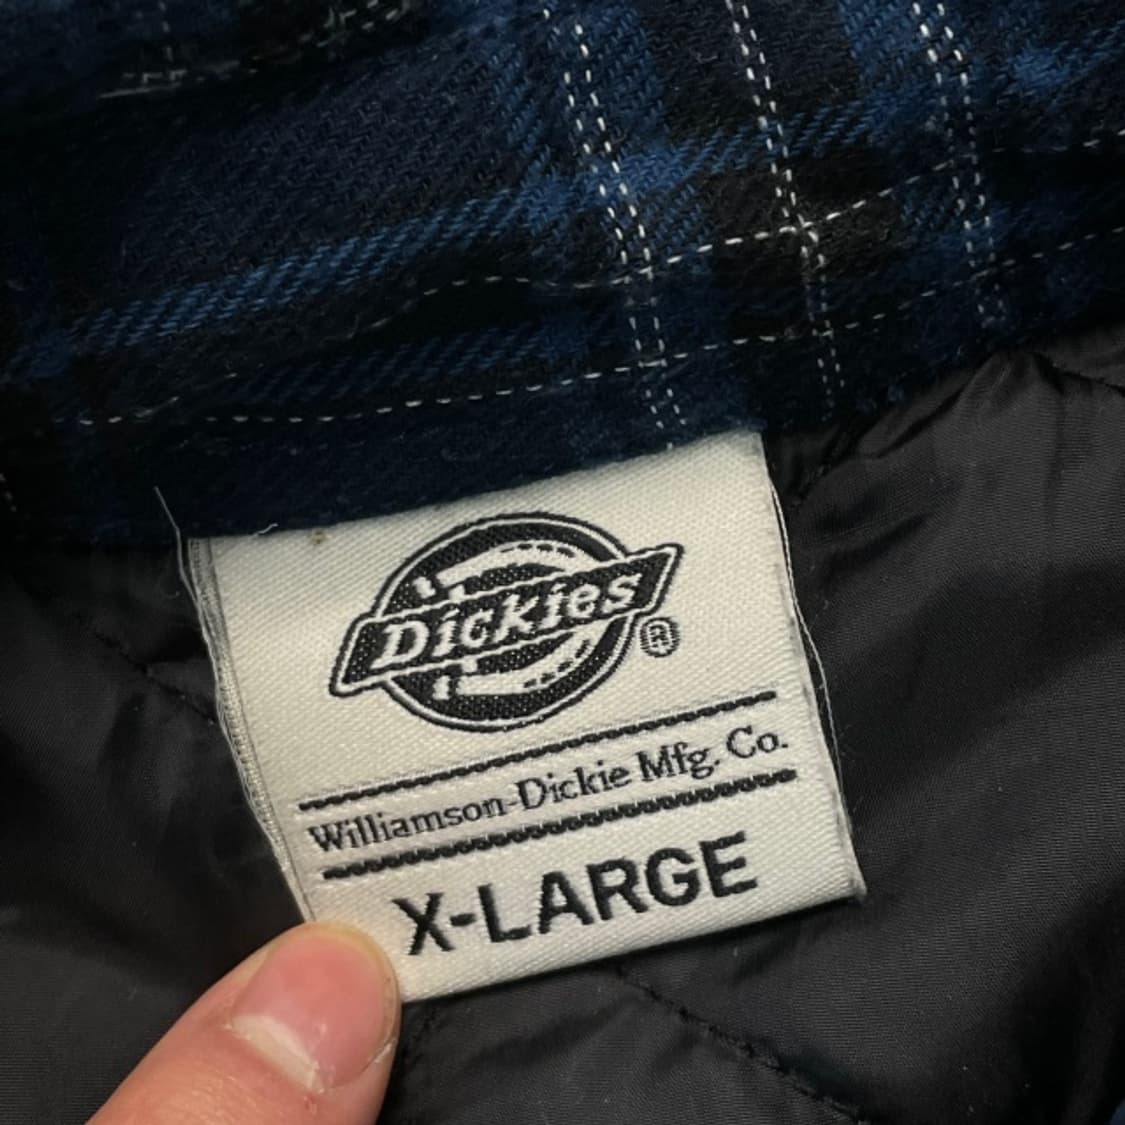 Dickies®
Williamson-Dickie Mfg. Co.
X-LARGE